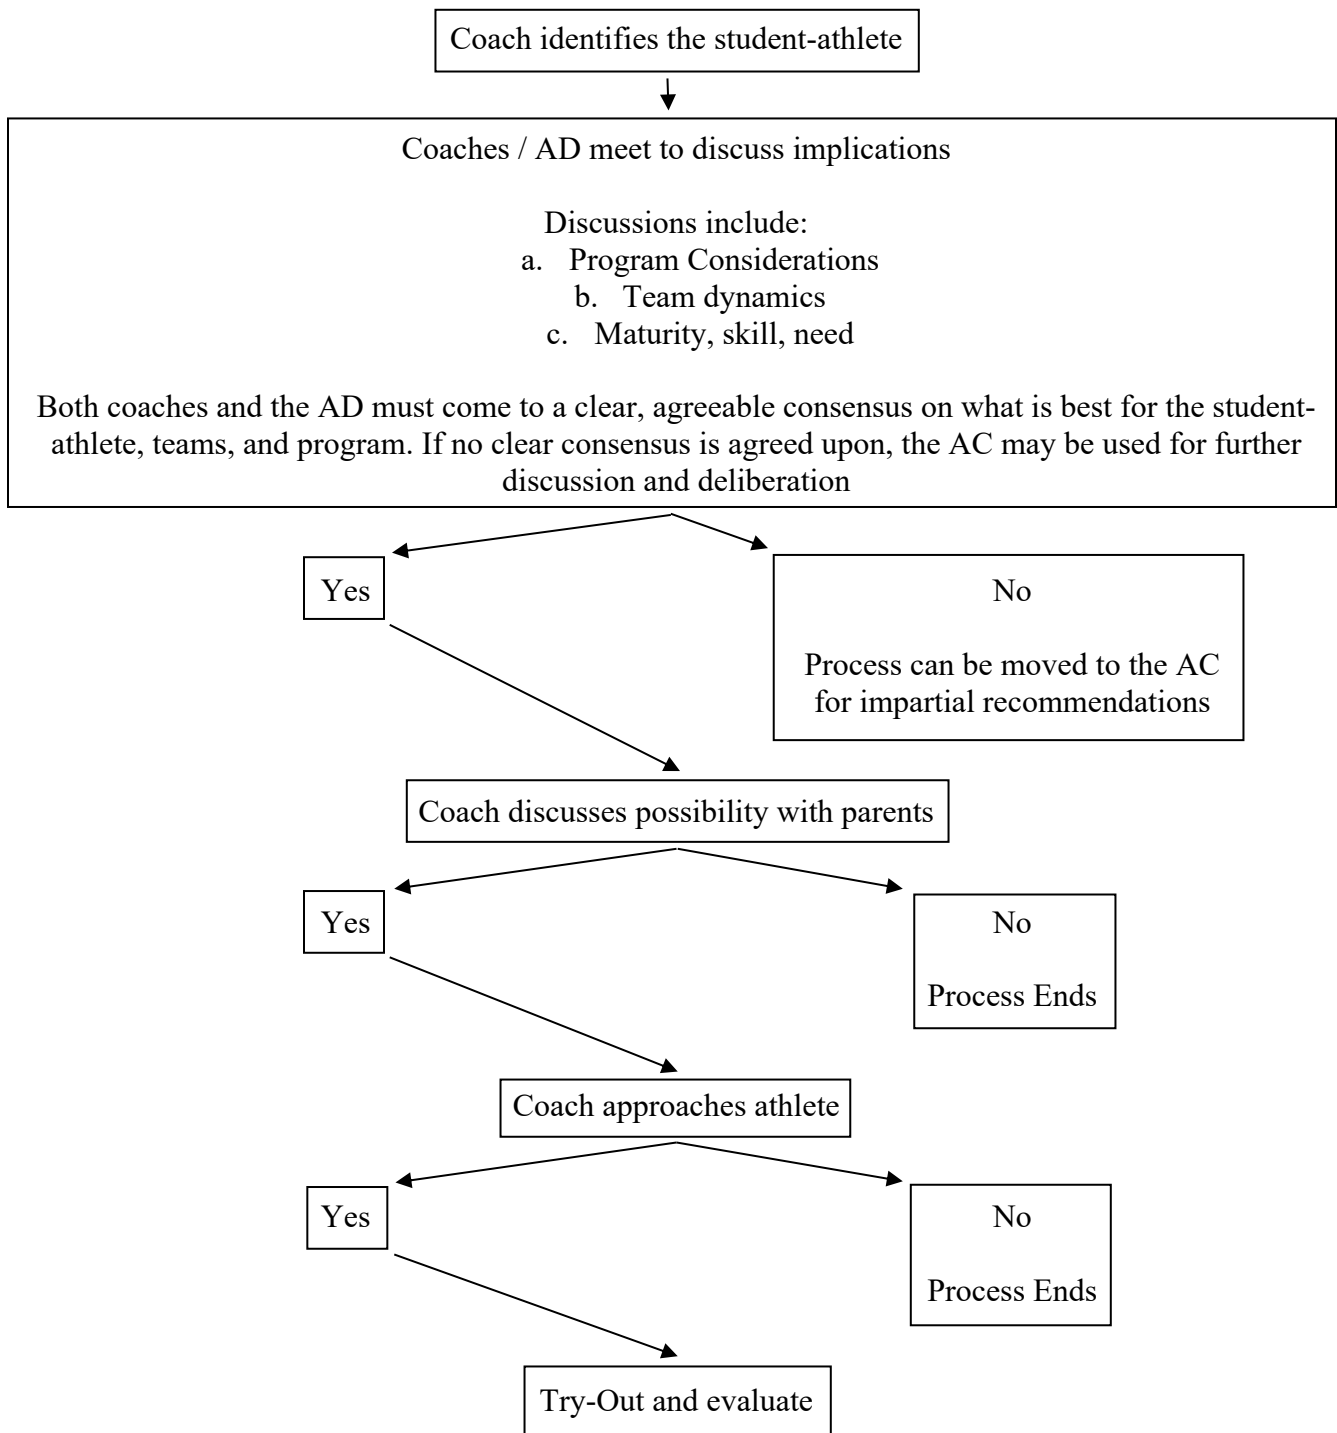 Coach identifies the student-athlete
Coaches / AD meet to discuss implications
Discussions include:
a. Program Considerations
b. Team dynamics
c. Maturity, skill, need
Both coaches and the AD must come to a clear, agreeable consensus on what is best for the student-
athlete, teams, and program. If no clear consensus is agreed upon, the AC may be used for further
discussion and deliberation
Yes
No
Process can be moved to the AC
for impartial recommendations
Coach discusses possibility with parents
Yes
No
Process Ends
Coach approaches athlete
Yes
No
Process Ends
Try-Out and evaluate